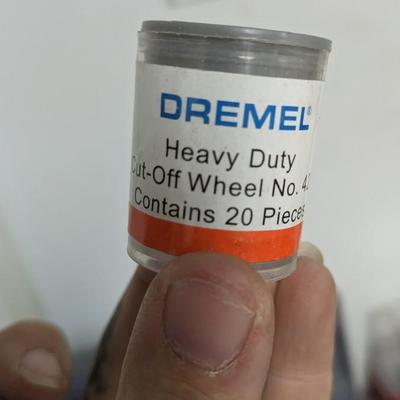 DREMEL®
Heavy Duty
Cut-Off Wheel No.
Contains 20 Pieces